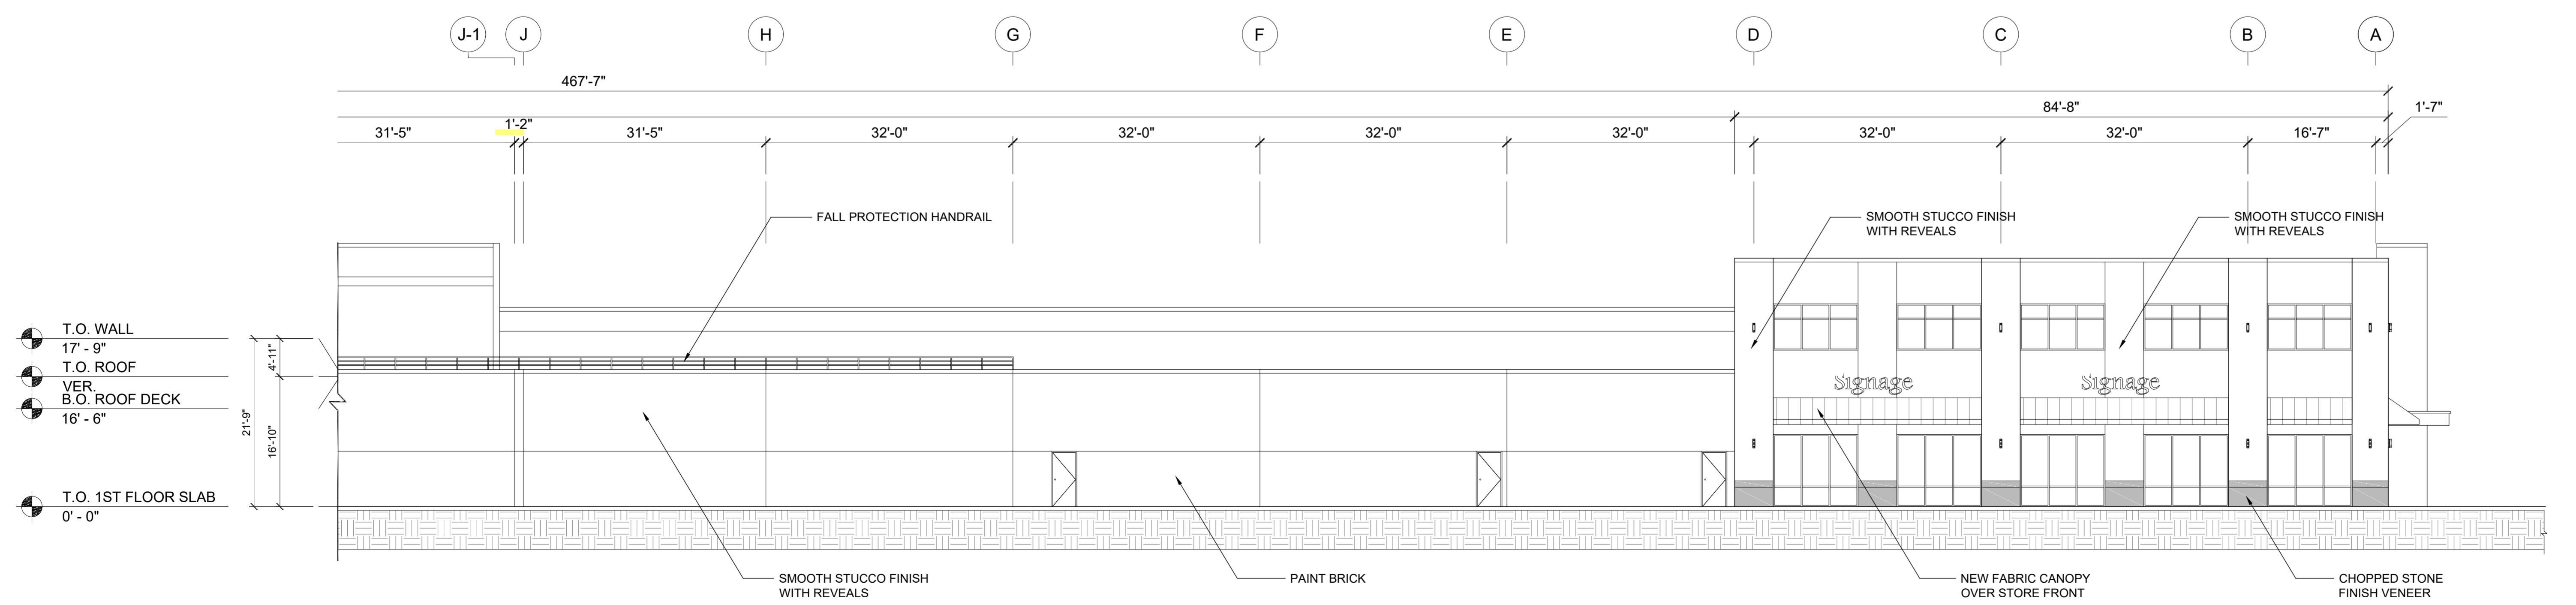 J-1 J H G F E D C B A
467'-7"
84'-8" 1'-7"
31'-5" 1'-2" 31'-5" 32'-0" 32'-0" 32'-0" 32'-0" 32'-0" 32'-0" 16'-7"
FALL PROTECTION HANDRAIL
SMOOTH STUCCO FINISH
WITH REVEALS
SMOOTH STUCCO FINISH
WITH REVEALS
T.O. WALL
17' - 9"
T.O. ROOF
VER.
B.O. ROOF DECK
16' - 6"
T.O. 1ST FLOOR SLAB
0' - 0"
21'-9"
4'-11"
16'-10"
Signage
Signage
SMOOTH STUCCO FINISH
WITH REVEALS
PAINT BRICK
NEW FABRIC CANOPY
OVER STORE FRONT
CHOPPED STONE
FINISH VENEER